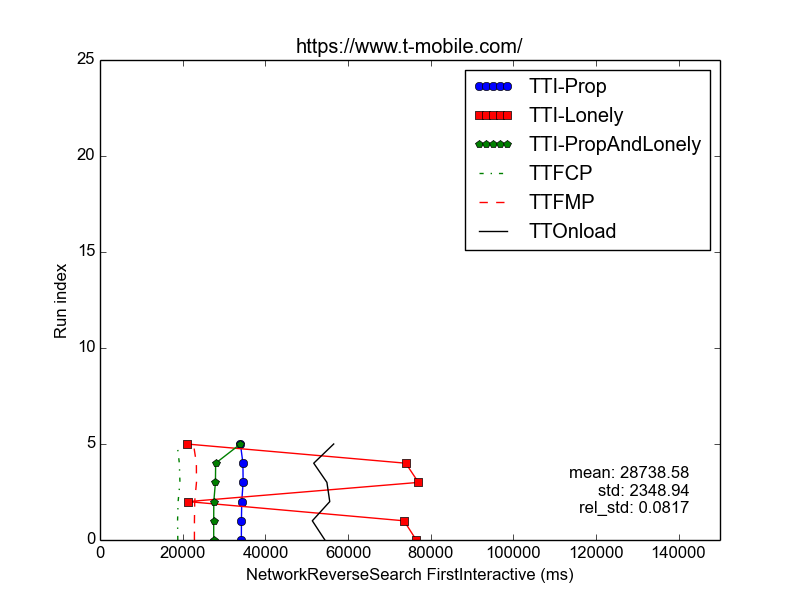 https://www.t-mobile.com/
25
20
15
10
5
0
Run index
TTI-Prop
TTI-Lonely
TTI-PropAndLonely
TTFCP
TTFMP
TTOnload
mean: 28738.58
std: 2348.94
rel_std: 0.0817
0 20000 40000 60000 80000 100000 120000 140000
NetworkReverseSearch FirstInteractive (ms)